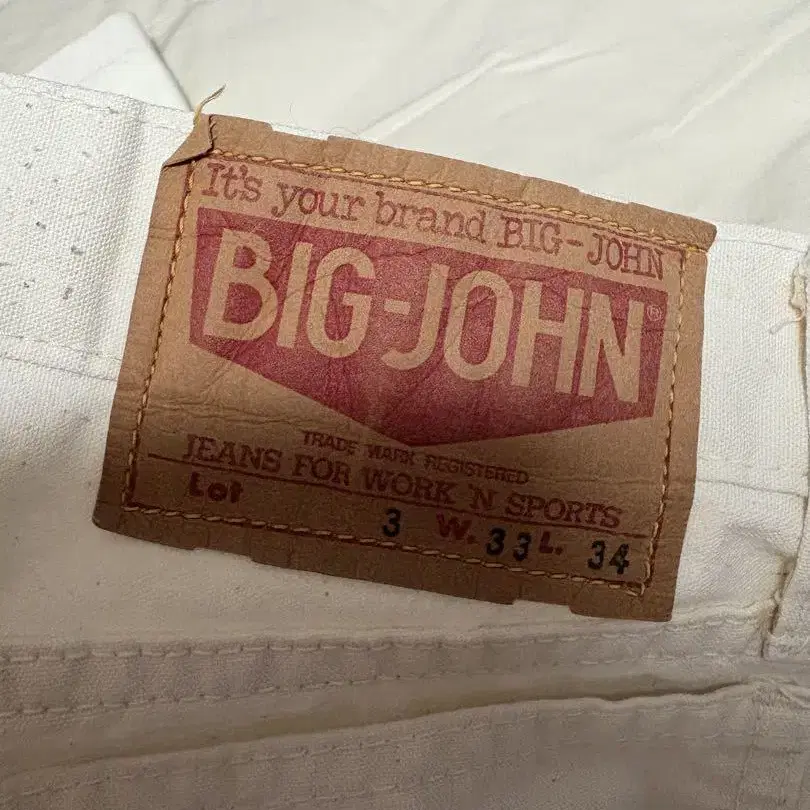 It's your brand BIG-JOHN
BIG-JOHN®
TRADE MARK REGISTERED
JEANS FOR WORK 'N SPORTS
Lot 3 W. 33 L. 34